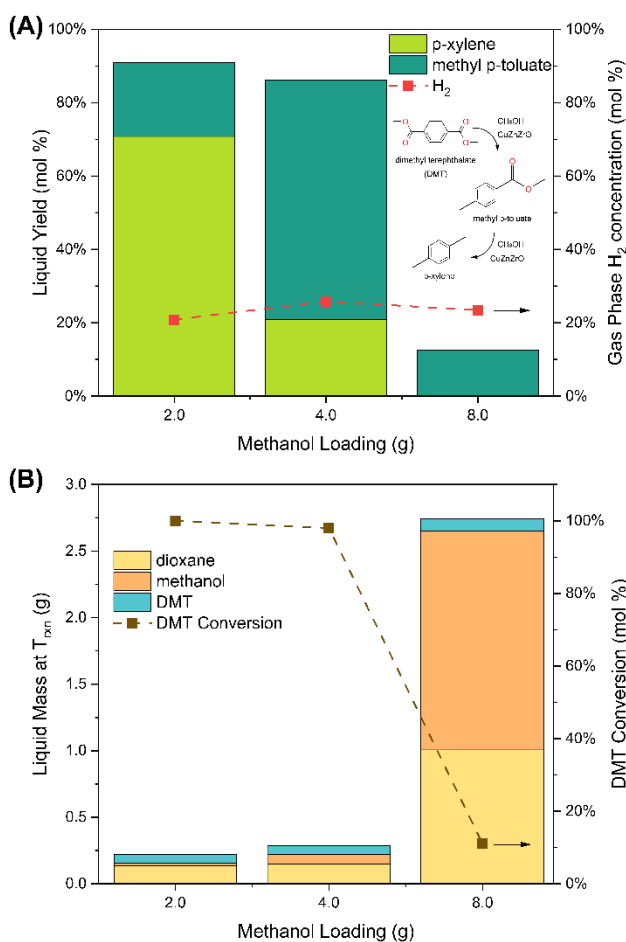 (A)
100%
80%
60%
40%
20%
0%
Liquid Yield (mol %)
p-xylene
methyl p-toluate
H₂
O
O
O
O
CH₃OH
CuZnZrO
dimethyl terephthalate
(DMT)
O
O
methyl p-toluate
CH₃OH
CuZnZrO
p-xylene
100%
80%
60%
40%
20%
0%
Gas Phase H₂ concentration (mol %)
2.0
4.0
8.0
Methanol Loading (g)
(B)
3.0
2.5
2.0
1.5
1.0
0.5
0.0
Liquid Mass at Tᵣₓₙ (g)
dioxane
methanol
DMT
DMT Conversion
100%
80%
60%
40%
20%
0%
DMT Conversion (mol %)
2.0
4.0
8.0
Methanol Loading (g)